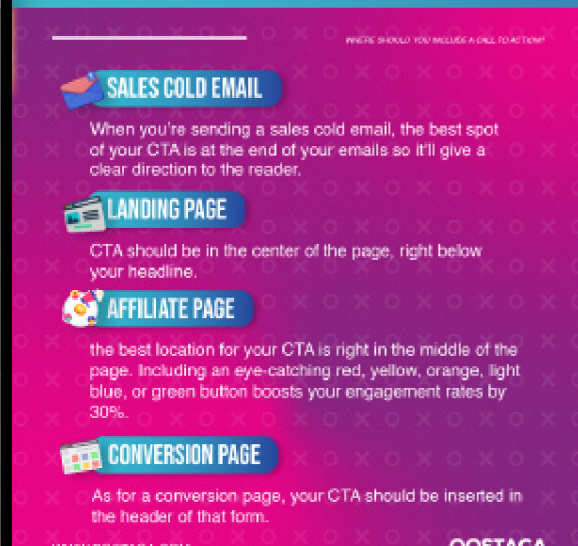 WHERE SHOULD YOU INCLUDE A CALL TO ACTION?
SALES COLD EMAIL
When you're sending a sales cold email, the best spot
of your CTA is at the end of your emails so it'll give a
clear direction to the reader.
LANDING PAGE
CTA should be in the center of the page, right below
your headline.
AFFILIATE PAGE
the best location for your CTA is right in the middle of the
page. Including an eye-catching red, yellow, orange, light
blue, or green button boosts your engagement rates by
30%.
CONVERSION PAGE
As for a conversion page, your CTA should be inserted in
the header of that form.